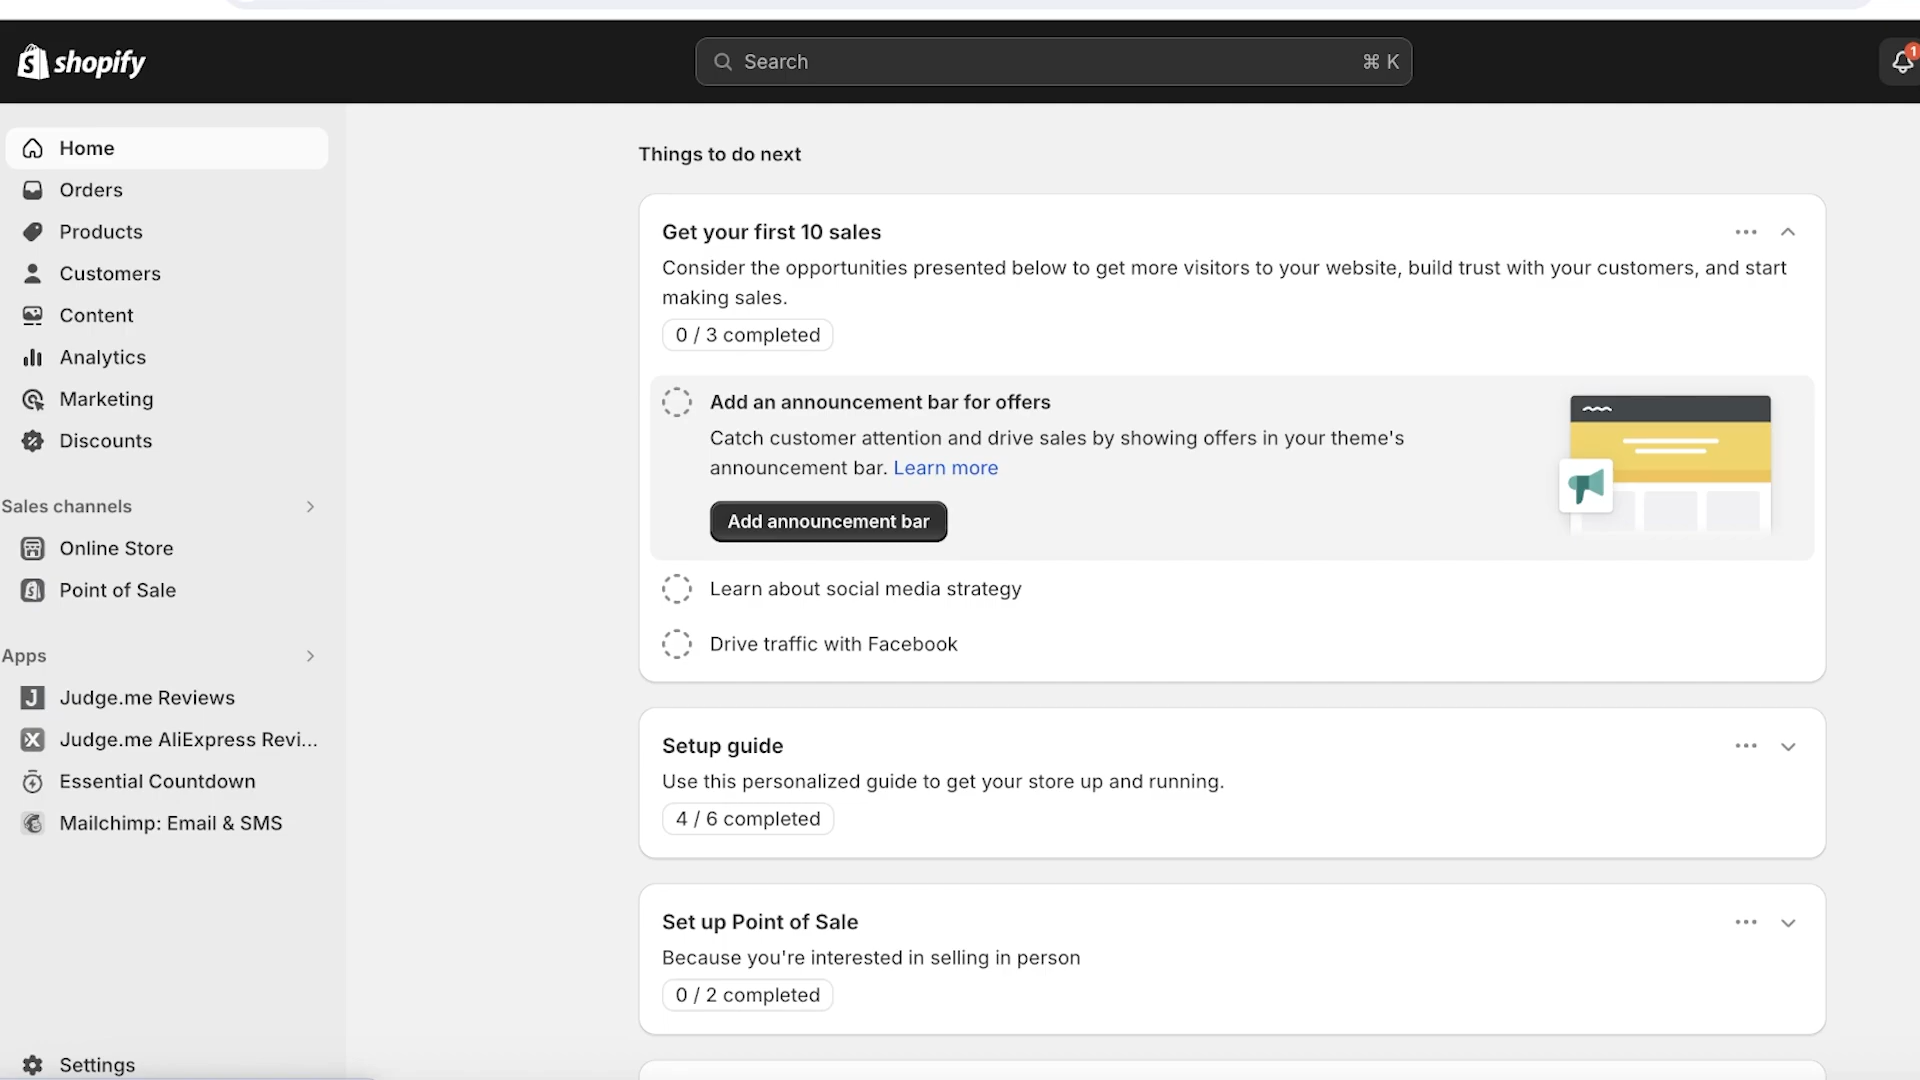 shopify
Search
⌘ K
1
Home
Orders
Products
Customers
Content
Analytics
Marketing
Discounts
Sales channels
Online Store
Point of Sale
Apps
Judge.me Reviews
Judge.me AliExpress Revi...
Essential Countdown
Mailchimp: Email & SMS
Settings
Things to do next
Get your first 10 sales
Consider the opportunities presented below to get more visitors to your website, build trust with your customers, and start
making sales.
0 / 3 completed
Add an announcement bar for offers
Catch customer attention and drive sales by showing offers in your theme's
announcement bar. Learn more
Add announcement bar
Learn about social media strategy
Drive traffic with Facebook
Setup guide
Use this personalized guide to get your store up and running.
4 / 6 completed
Set up Point of Sale
Because you're interested in selling in person
0 / 2 completed